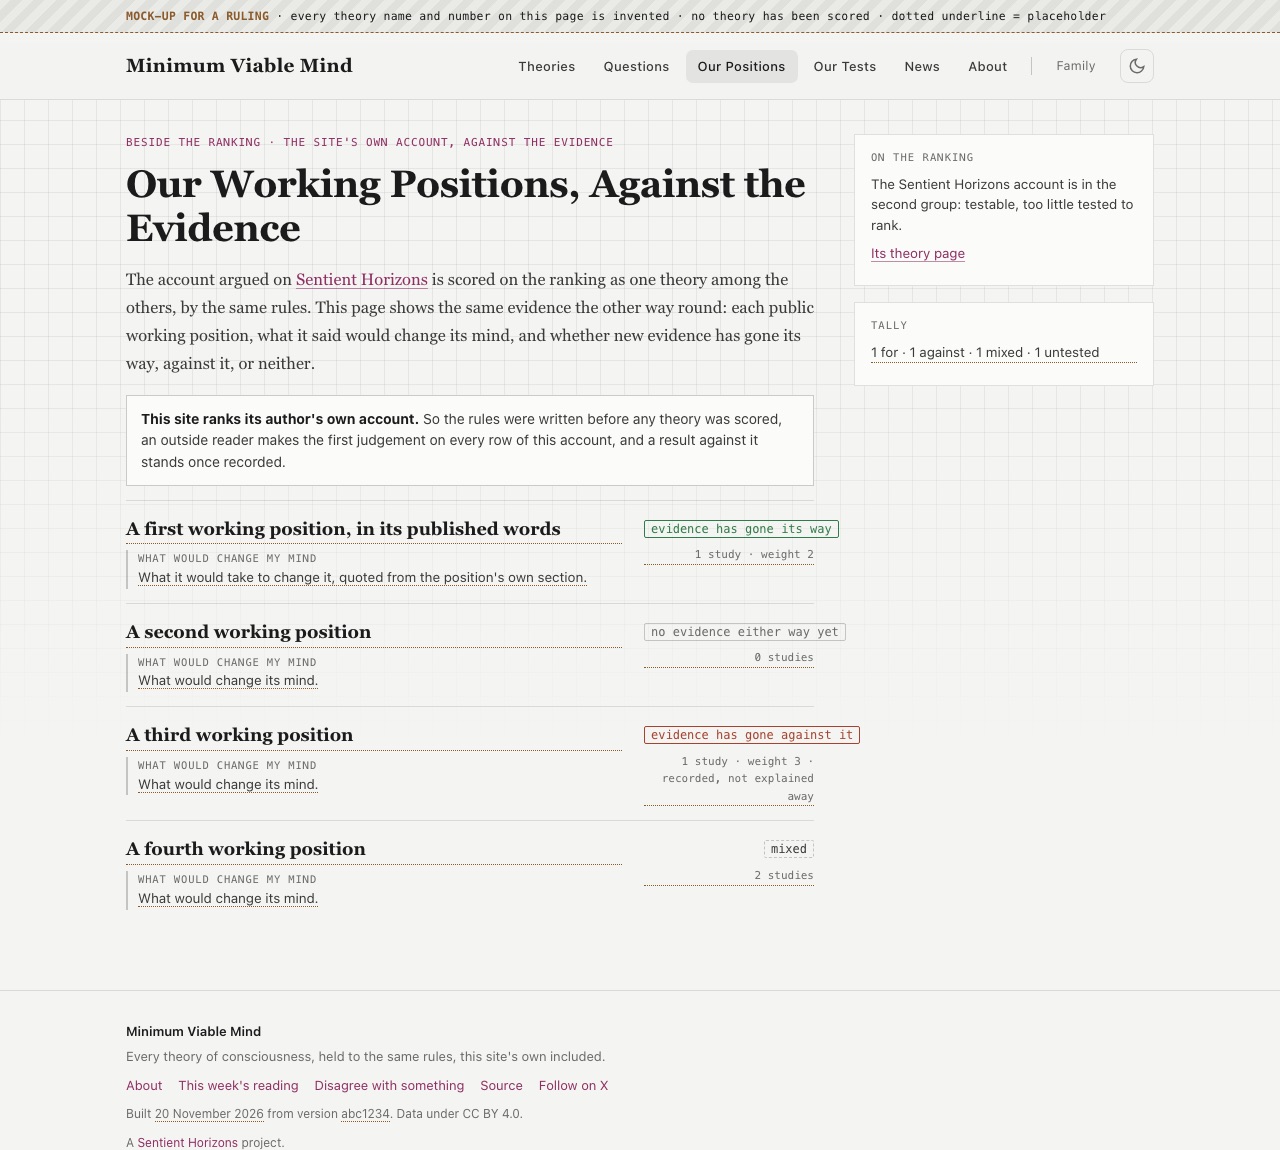 MOCK-UP FOR A RULING · every theory name and number on this page is invented · no theory has been scored · dotted underline = placeholder
Minimum Viable Mind
Theories Questions Our Positions Our Tests News About Family
BESIDE THE RANKING · THE SITE'S OWN ACCOUNT, AGAINST THE EVIDENCE
Our Working Positions, Against the
Evidence
The account argued on Sentient Horizons is scored on the ranking as one theory among the
others, by the same rules. This page shows the same evidence the other way round: each public
working position, what it said would change its mind, and whether new evidence has gone its
way, against it, or neither.
This site ranks its author's own account. So the rules were written before any theory was scored,
an outside reader makes the first judgement on every row of this account, and a result against it
stands once recorded.
A first working position, in its published words
evidence has gone its way
1 study · weight 2
WHAT WOULD CHANGE MY MIND
What it would take to change it, quoted from the position's own section.
A second working position
no evidence either way yet
0 studies
WHAT WOULD CHANGE MY MIND
What would change its mind.
A third working position
evidence has gone against it
1 study · weight 3 ·
recorded, not explained
away
WHAT WOULD CHANGE MY MIND
What would change its mind.
A fourth working position
mixed
2 studies
WHAT WOULD CHANGE MY MIND
What would change its mind.
ON THE RANKING
The Sentient Horizons account is in the
second group: testable, too little tested to
rank.
Its theory page
TALLY
1 for · 1 against · 1 mixed · 1 untested
Minimum Viable Mind
Every theory of consciousness, held to the same rules, this site's own included.
About This week's reading Disagree with something Source Follow on X
Built 20 November 2026 from version abc1234. Data under CC BY 4.0.
A Sentient Horizons project.